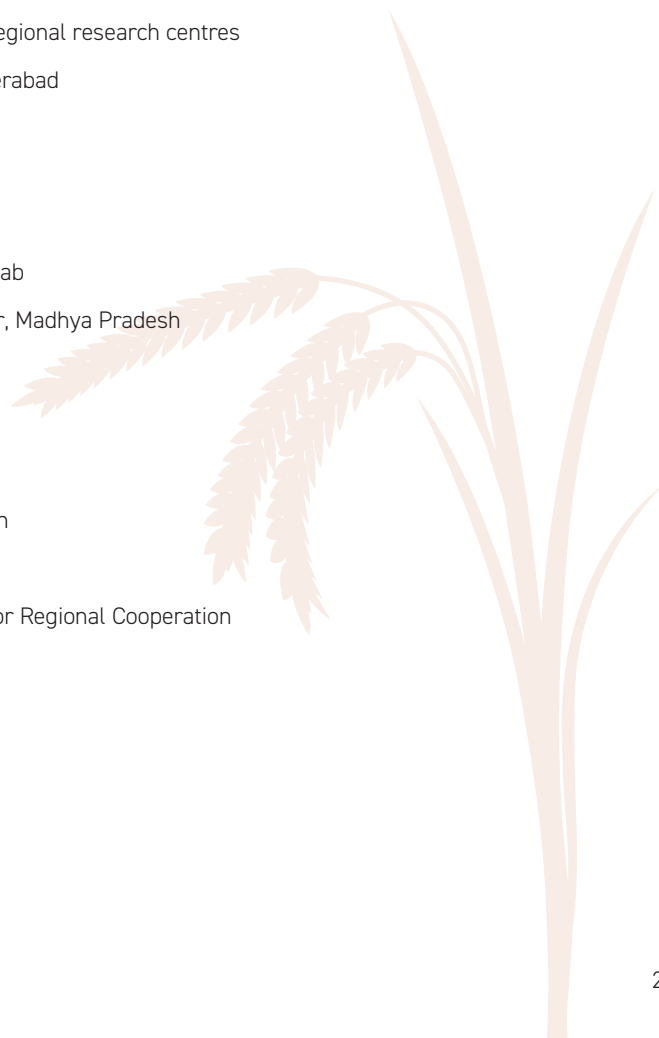 egional research centres
erabad
ab
r, Madhya Pradesh
n
or Regional Cooperation
2